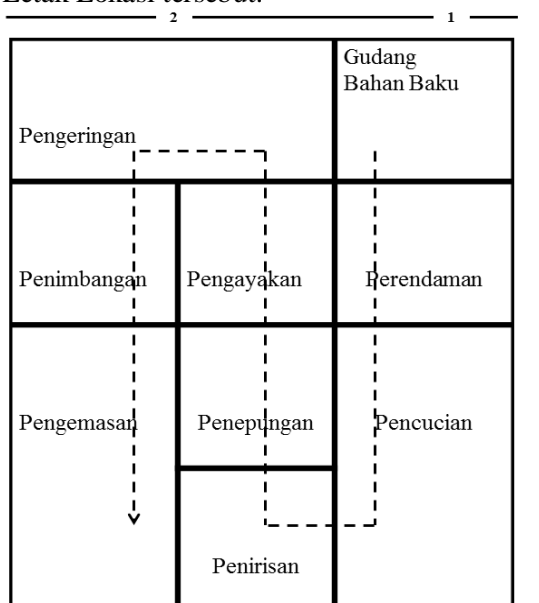 Letak Lokasi tersebut.
2 1
Gudang
Bahan Baku
Pengeringan
Penimbangan Pengayakan Perendaman
Pengemasan Penepungan Pencucian
Penirisan